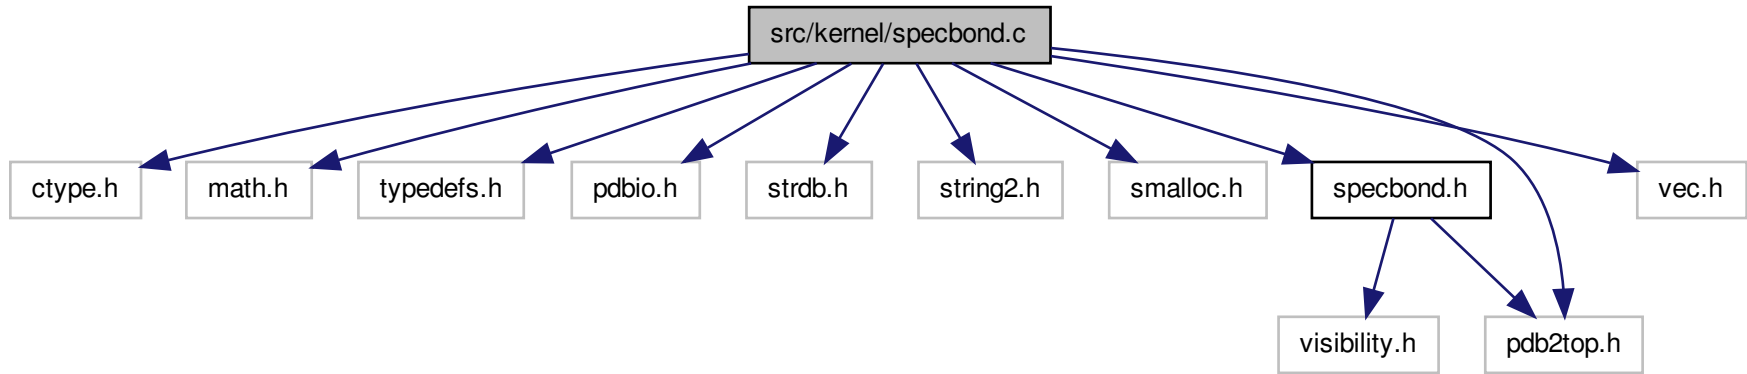 src/kernel/specbond.c
ctype.h
math.h
typedefs.h
pdbio.h
strdb.h
string2.h
smalloc.h
specbond.h
vec.h
visibility.h
pdb2top.h